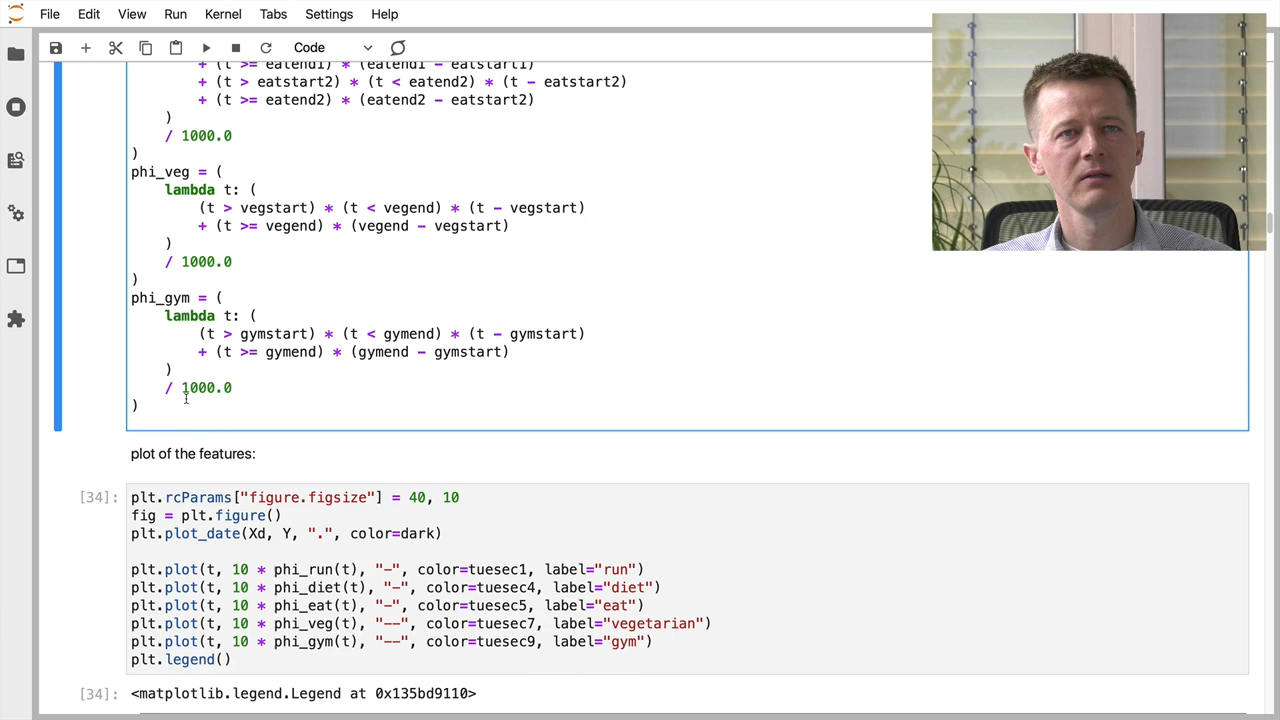 File Edit View Run Kernel Tabs Settings Help
Code
+ (t >= eatend1) * (eatend1 - eatstart1)
+ (t > eatstart2) * (t < eatend2) * (t - eatstart2)
+ (t >= eatend2) * (eatend2 - eatstart2)
)
/ 1000.0
)
phi_veg = (
lambda t: (
(t > vegstart) * (t < vegend) * (t - vegstart)
+ (t >= vegend) * (vegend - vegstart)
)
/ 1000.0
)
phi_gym = (
lambda t: (
(t > gymstart) * (t < gymend) * (t - gymstart)
+ (t >= gymend) * (gymend - gymstart)
)
/ 1000.0
)
plot of the features:
[34]: plt.rcParams["figure.figsize"] = 40, 10
fig = plt.figure()
plt.plot_date(Xd, Y, ".", color=dark)
plt.plot(t, 10 * phi_run(t), "-", color=tuesec1, label="run")
plt.plot(t, 10 * phi_diet(t), "-", color=tuesec4, label="diet")
plt.plot(t, 10 * phi_eat(t), "-", color=tuesec5, label="eat")
plt.plot(t, 10 * phi_veg(t), "--", color=tuesec7, label="vegetarian")
plt.plot(t, 10 * phi_gym(t), "--", color=tuesec9, label="gym")
plt.legend()
[34]: <matplotlib.legend.Legend at 0x135bd9110>